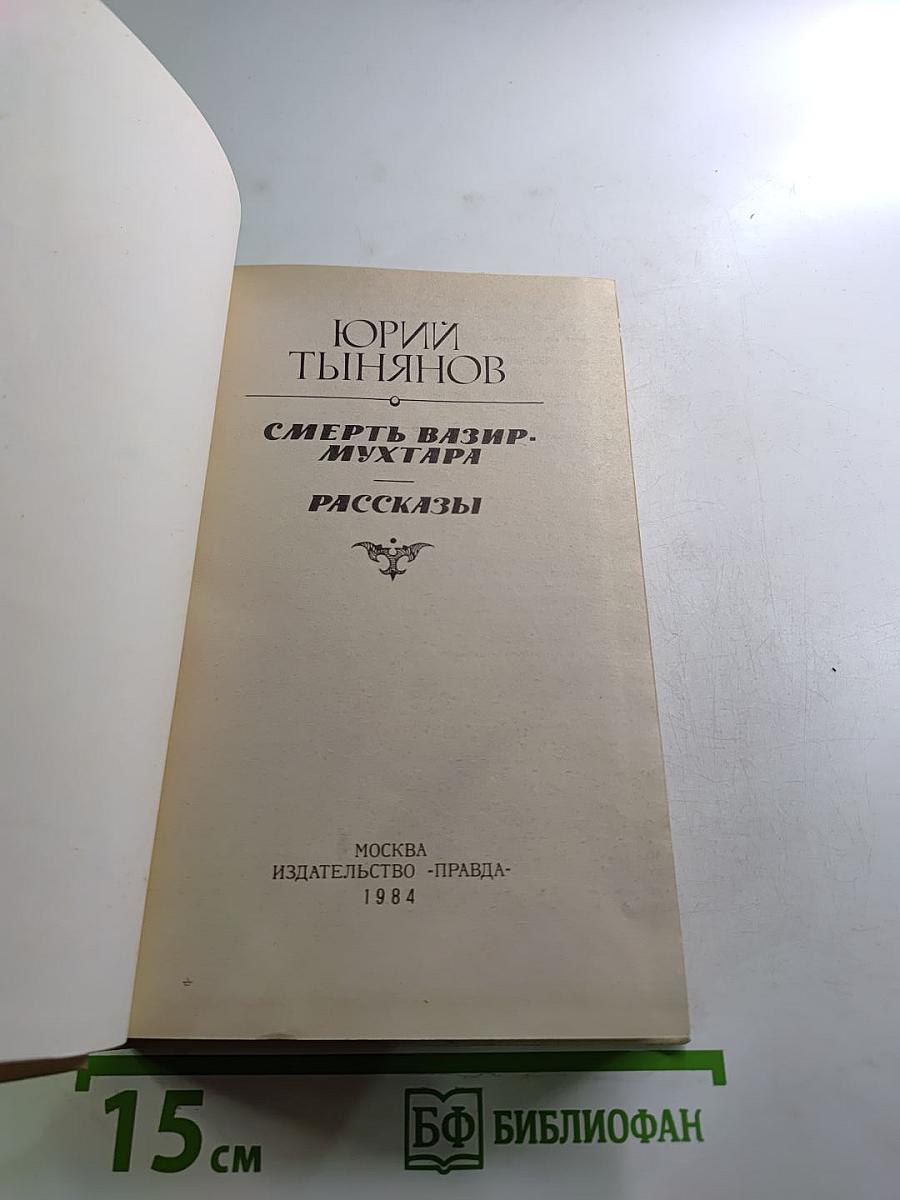 ЮРИЙ
ТЫНЯНОВ
СМЕРТЬ ВАЗИР-
МУХТАРА
РАССКАЗЫ
МОСКВА
ИЗДАТЕЛЬСТВО «ПРАВДА»
1984
15 см
БФ БИБЛИОФАН